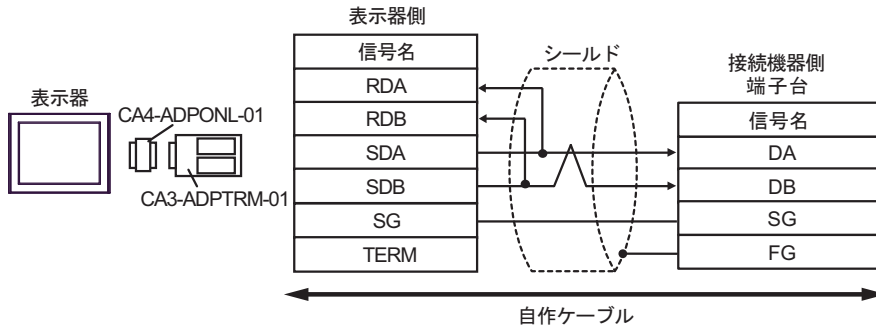 表示器
CA4-ADPONL-01
CA3-ADPTRM-01
表示器側
信号名
RDA
RDB
SDA
SDB
SG
TERM
シールド
接続機器側
端子台
信号名
DA
DB
SG
FG
自作ケーブル